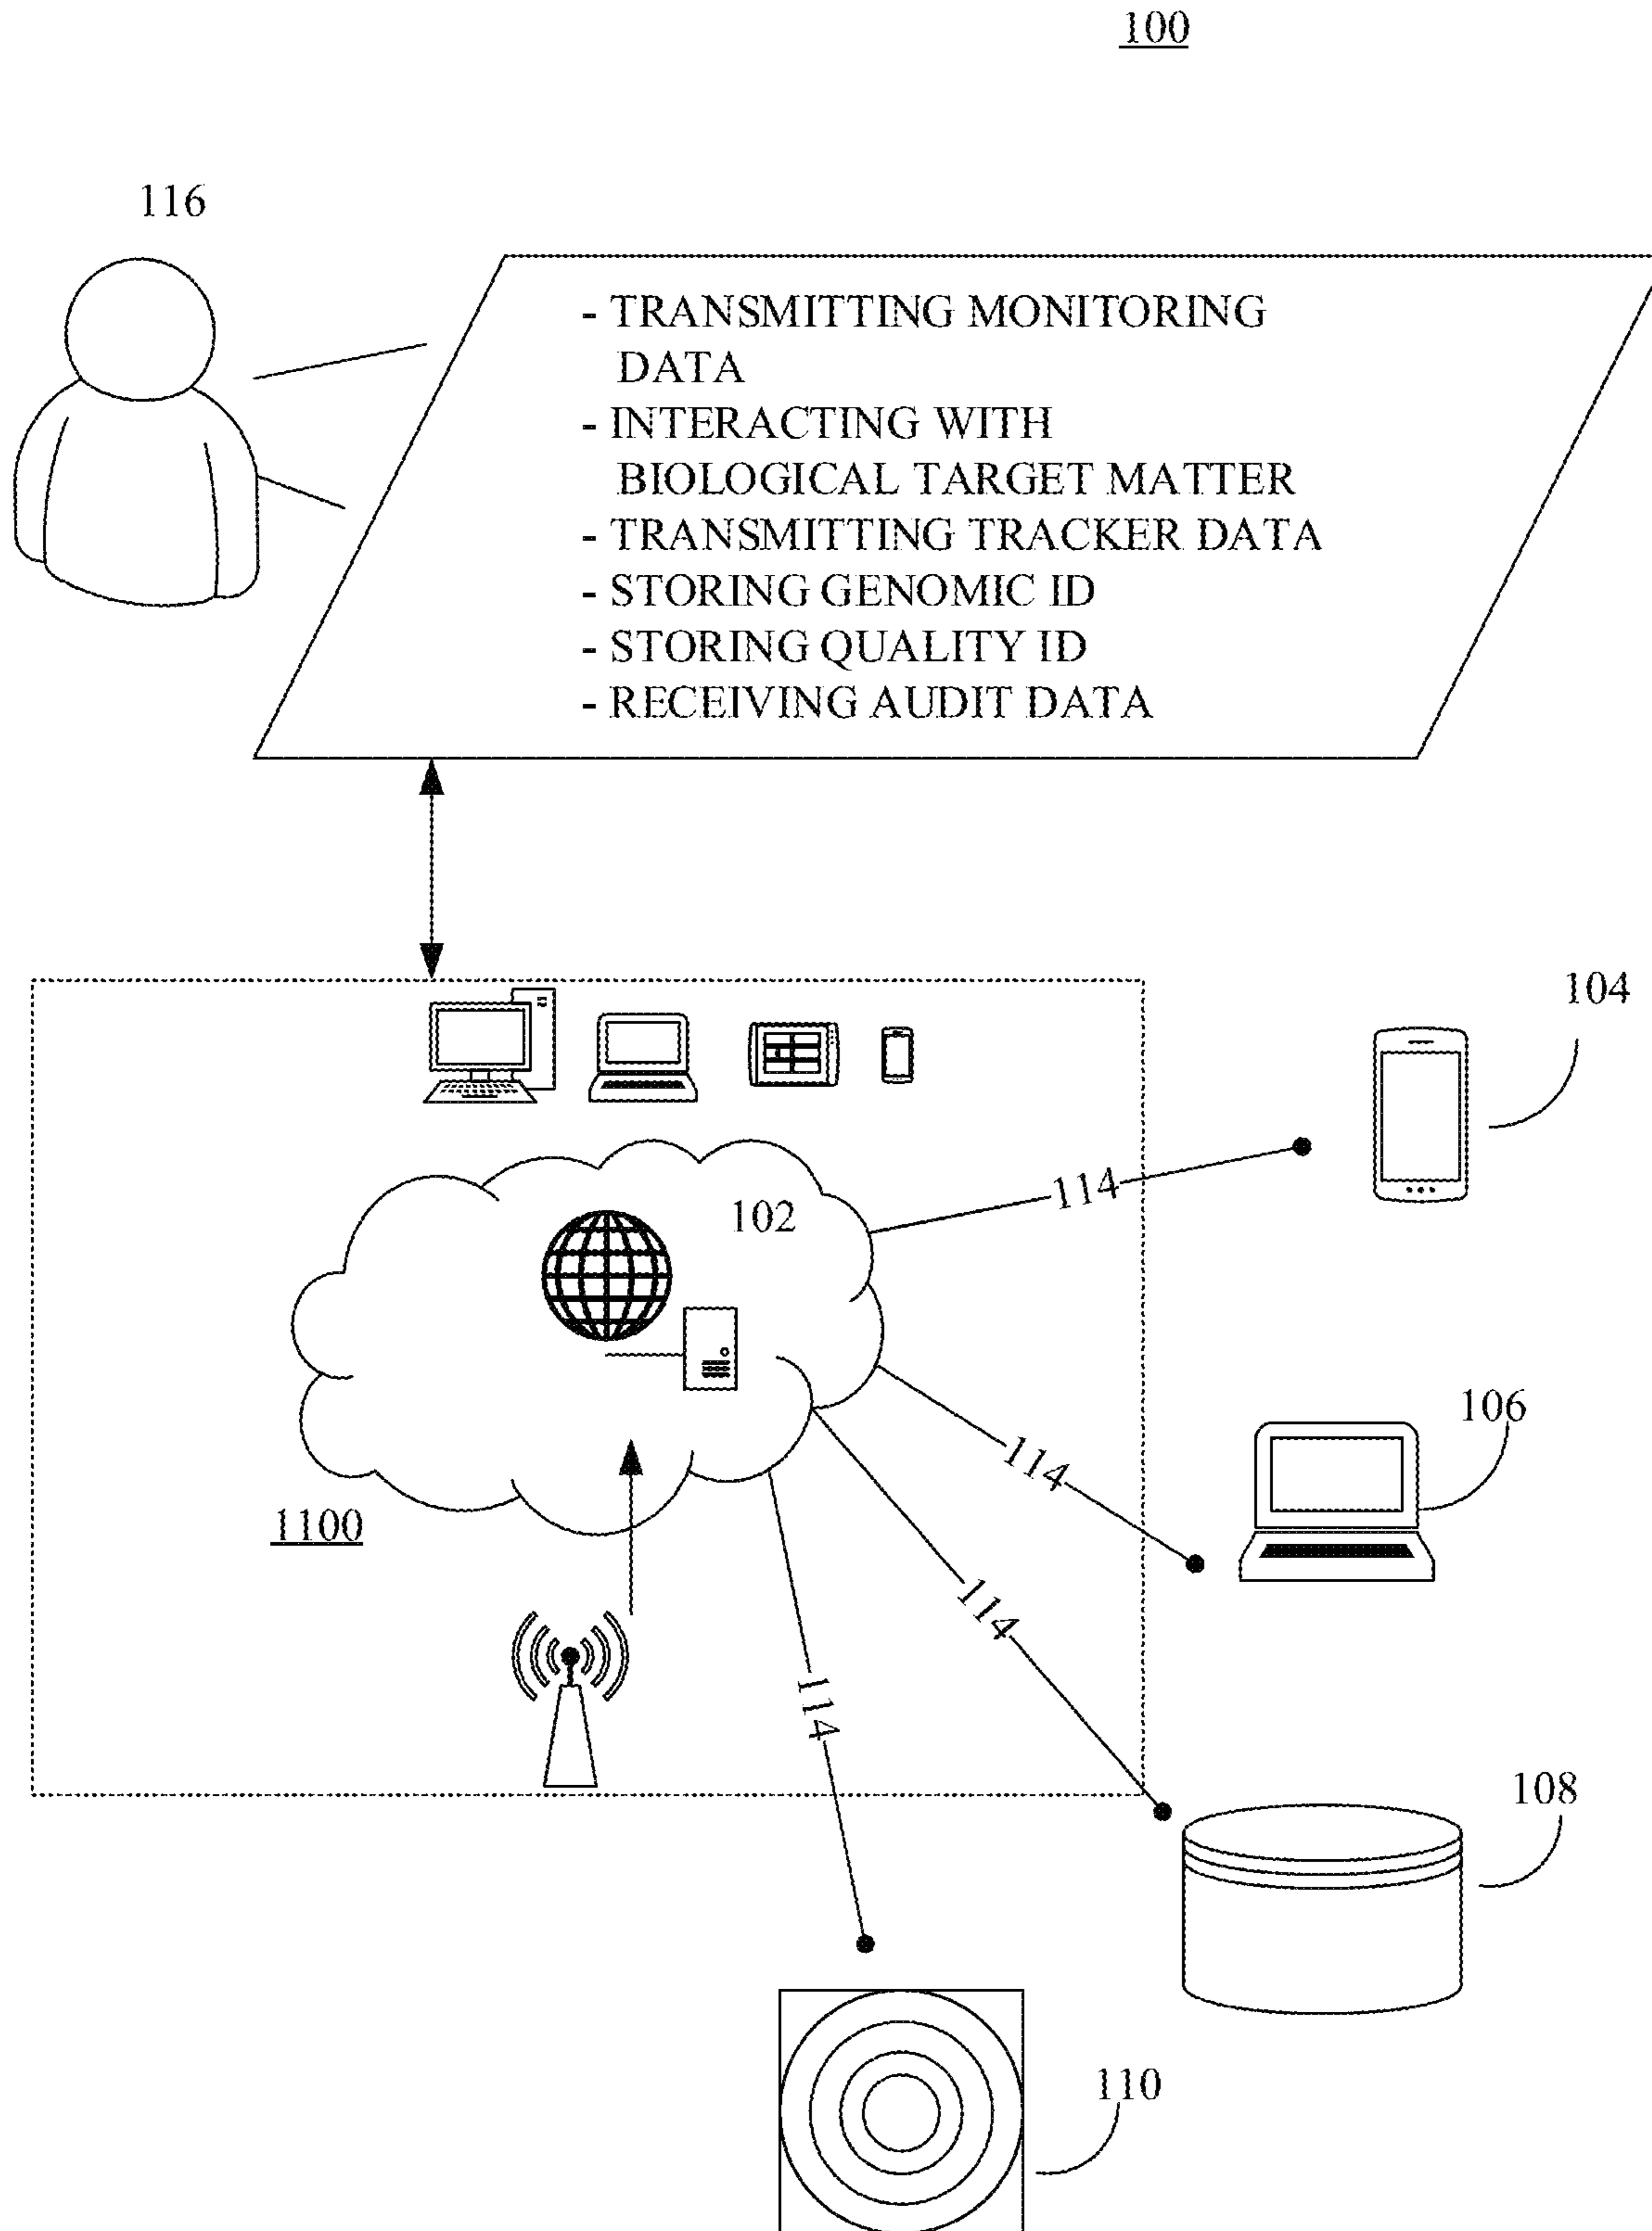 100
116
- TRANSMITTING MONITORING
DATA
- INTERACTING WITH
BIOLOGICAL TARGET MATTER
- TRANSMITTING TRACKER DATA
- STORING GENOMIC ID
- STORING QUALITY ID
- RECEIVING AUDIT DATA
104
114
102
106
114
1100
114
114
108
110